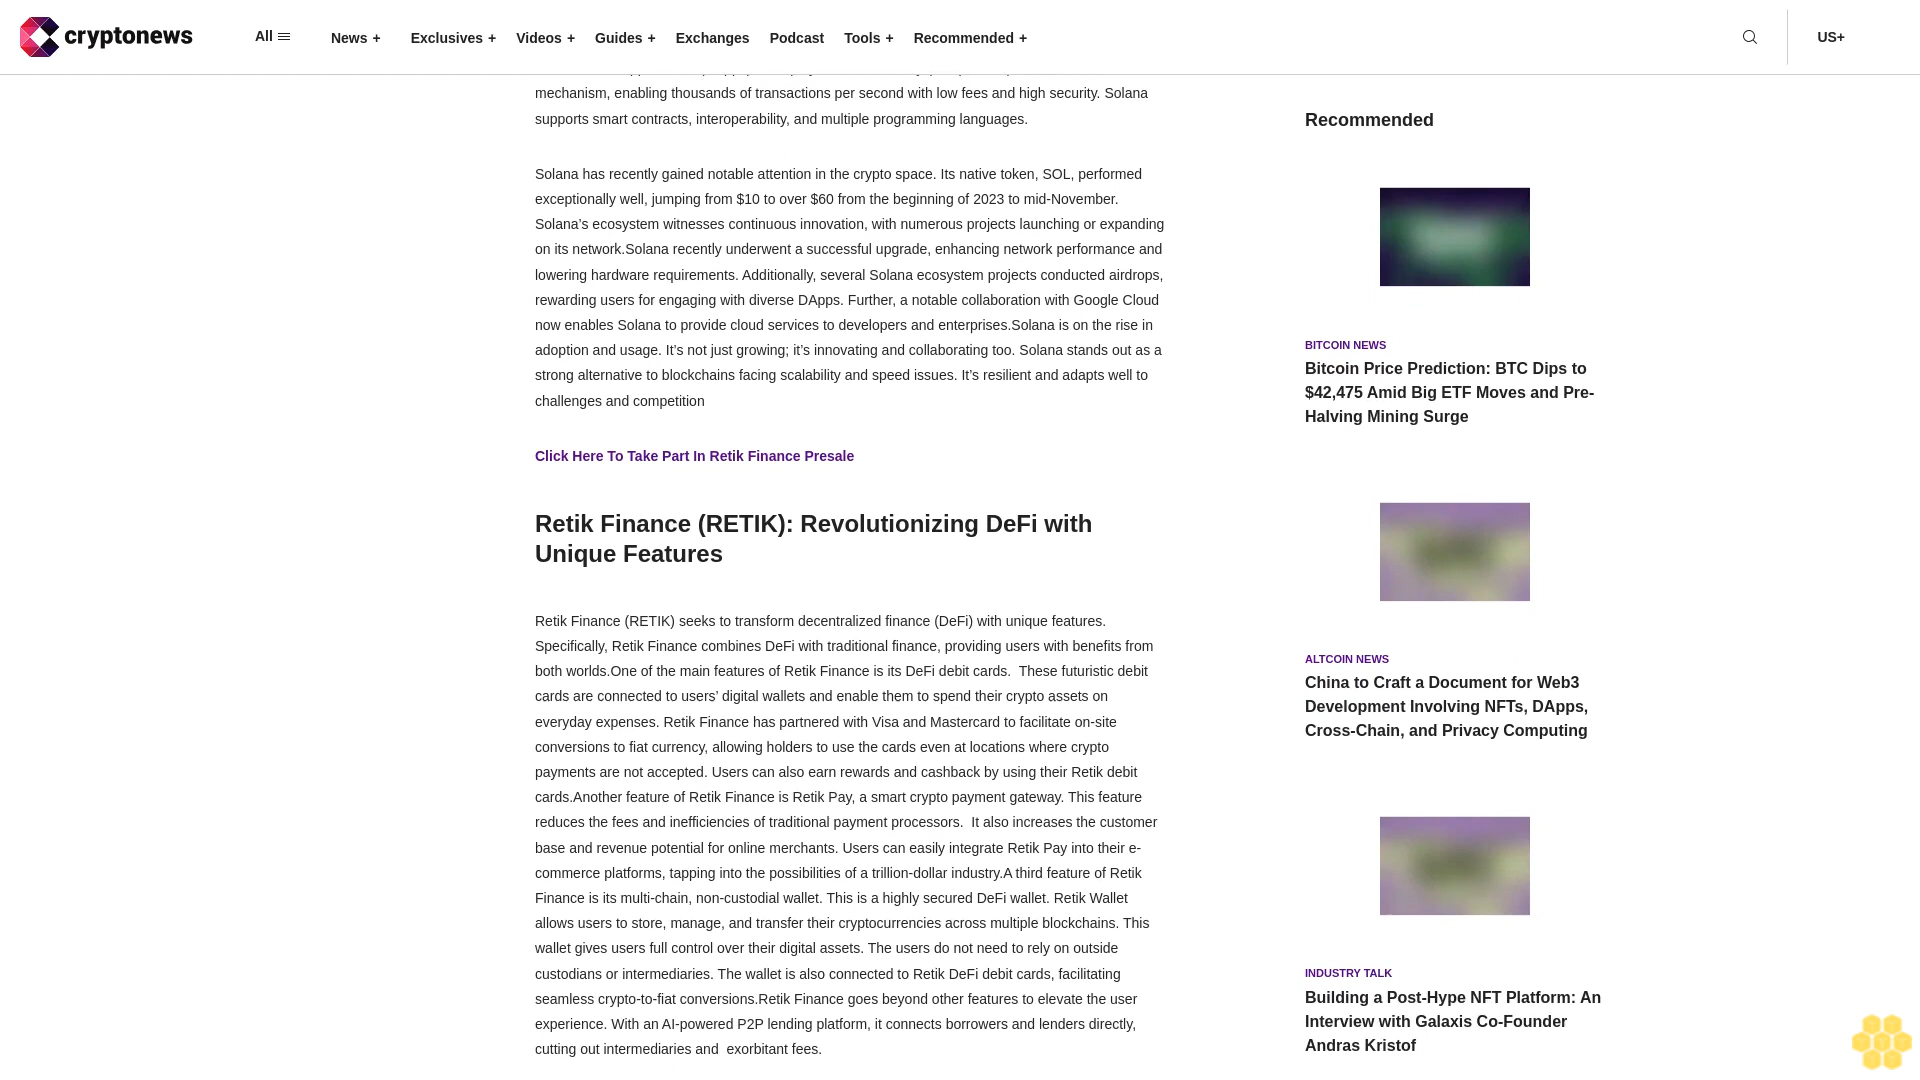 cryptonews
All
News +
Exclusives +
Videos +
Guides +
Exchanges
Podcast
Tools +
Recommended +
US+
mechanism, enabling thousands of transactions per second with low fees and high security. Solana
supports smart contracts, interoperability, and multiple programming languages.
Solana has recently gained notable attention in the crypto space. Its native token, SOL, performed
exceptionally well, jumping from $10 to over $60 from the beginning of 2023 to mid-November.
Solana’s ecosystem witnesses continuous innovation, with numerous projects launching or expanding
on its network.Solana recently underwent a successful upgrade, enhancing network performance and
lowering hardware requirements. Additionally, several Solana ecosystem projects conducted airdrops,
rewarding users for engaging with diverse DApps. Further, a notable collaboration with Google Cloud
now enables Solana to provide cloud services to developers and enterprises.Solana is on the rise in
adoption and usage. It’s not just growing; it’s innovating and collaborating too. Solana stands out as a
strong alternative to blockchains facing scalability and speed issues. It’s resilient and adapts well to
challenges and competition
Click Here To Take Part In Retik Finance Presale
Retik Finance (RETIK): Revolutionizing DeFi with
Unique Features
Retik Finance (RETIK) seeks to transform decentralized finance (DeFi) with unique features.
Specifically, Retik Finance combines DeFi with traditional finance, providing users with benefits from
both worlds.One of the main features of Retik Finance is its DeFi debit cards.  These futuristic debit
cards are connected to users’ digital wallets and enable them to spend their crypto assets on
everyday expenses. Retik Finance has partnered with Visa and Mastercard to facilitate on-site
conversions to fiat currency, allowing holders to use the cards even at locations where crypto
payments are not accepted. Users can also earn rewards and cashback by using their Retik debit
cards.Another feature of Retik Finance is Retik Pay, a smart crypto payment gateway. This feature
reduces the fees and inefficiencies of traditional payment processors.  It also increases the customer
base and revenue potential for online merchants. Users can easily integrate Retik Pay into their e-
commerce platforms, tapping into the possibilities of a trillion-dollar industry.A third feature of Retik
Finance is its multi-chain, non-custodial wallet. This is a highly secured DeFi wallet. Retik Wallet
allows users to store, manage, and transfer their cryptocurrencies across multiple blockchains. This
wallet gives users full control over their digital assets. The users do not need to rely on outside
custodians or intermediaries. The wallet is also connected to Retik DeFi debit cards, facilitating
seamless crypto-to-fiat conversions.Retik Finance goes beyond other features to elevate the user
experience. With an AI-powered P2P lending platform, it connects borrowers and lenders directly,
cutting out intermediaries and  exorbitant fees.
Recommended
BITCOIN NEWS
Bitcoin Price Prediction: BTC Dips to
$42,475 Amid Big ETF Moves and Pre-
Halving Mining Surge
ALTCOIN NEWS
China to Craft a Document for Web3
Development Involving NFTs, DApps,
Cross-Chain, and Privacy Computing
INDUSTRY TALK
Building a Post-Hype NFT Platform: An
Interview with Galaxis Co-Founder
Andras Kristof